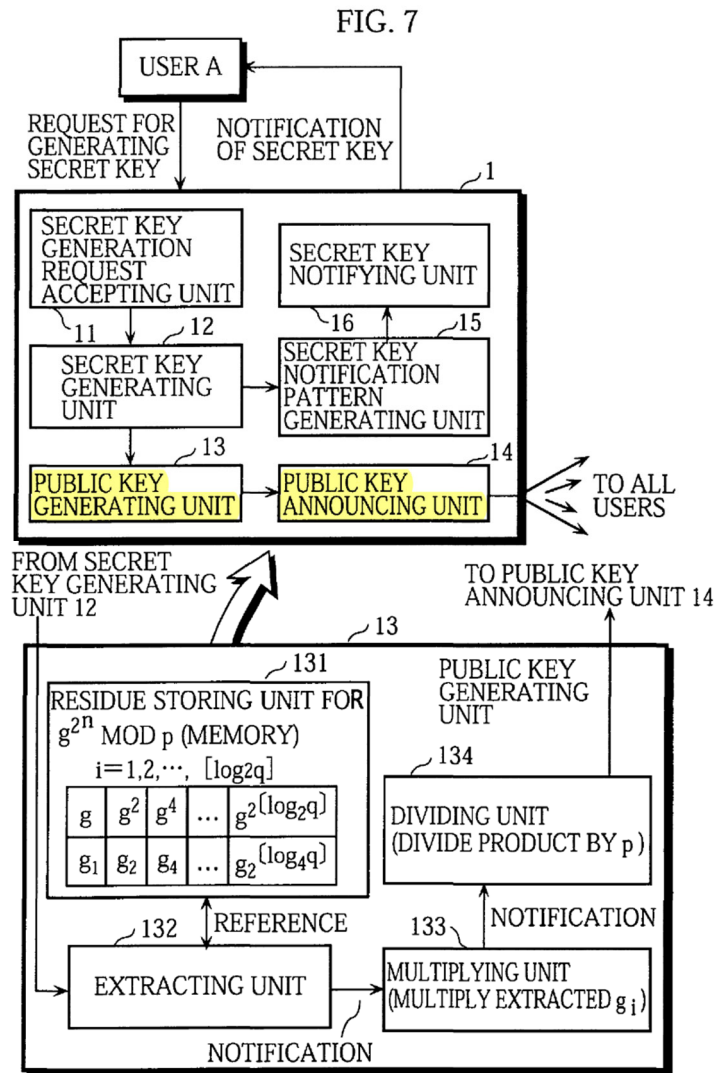 FIG. 7
USER A
REQUEST FOR
GENERATING
SECRET KEY
NOTIFICATION
OF SECRET KEY
1
SECRET KEY
GENERATION
REQUEST
ACCEPTING UNIT
SECRET KEY
NOTIFYING UNIT
11
12
16
15
SECRET KEY
GENERATING
UNIT
SECRET KEY
NOTIFICATION
PATTERN
GENERATING UNIT
13
14
PUBLIC KEY
GENERATING UNIT
PUBLIC KEY
ANNOUNCING UNIT
TO ALL
USERS
FROM SECRET
KEY GENERATING
UNIT 12
TO PUBLIC KEY
ANNOUNCING UNIT 14
13
131
RESIDUE STORING UNIT FOR
g^{2^n} MOD p (MEMORY)
i=1,2,…, [log2q]
g g² g⁴ … g^{2^{[log₂q]}}
g₁ g₂ g₄ … g₂^{[log₄q]}
PUBLIC KEY
GENERATING
UNIT
134
DIVIDING UNIT
(DIVIDE PRODUCT BY p)
REFERENCE
NOTIFICATION
132
133
EXTRACTING UNIT
MULTIPLYING UNIT
(MULTIPLY EXTRACTED gᵢ)
NOTIFICATION